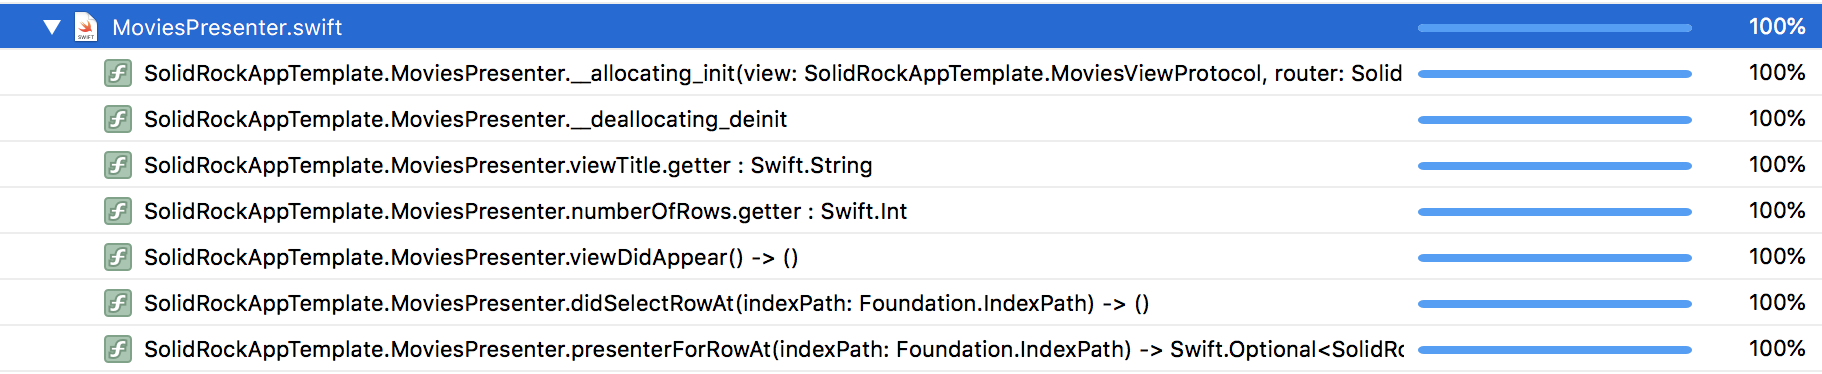 MoviesPresenter.swift 100%
SolidRockAppTemplate.MoviesPresenter.__allocating_init(view: SolidRockAppTemplate.MoviesViewProtocol, router: Solid 100%
SolidRockAppTemplate.MoviesPresenter.__deallocating_deinit 100%
SolidRockAppTemplate.MoviesPresenter.viewTitle.getter : Swift.String 100%
SolidRockAppTemplate.MoviesPresenter.numberOfRows.getter : Swift.Int 100%
SolidRockAppTemplate.MoviesPresenter.viewDidAppear() -> () 100%
SolidRockAppTemplate.MoviesPresenter.didSelectRowAt(indexPath: Foundation.IndexPath) -> () 100%
SolidRockAppTemplate.MoviesPresenter.presenterForRowAt(indexPath: Foundation.IndexPath) -> Swift.Optional<SolidRo 100%